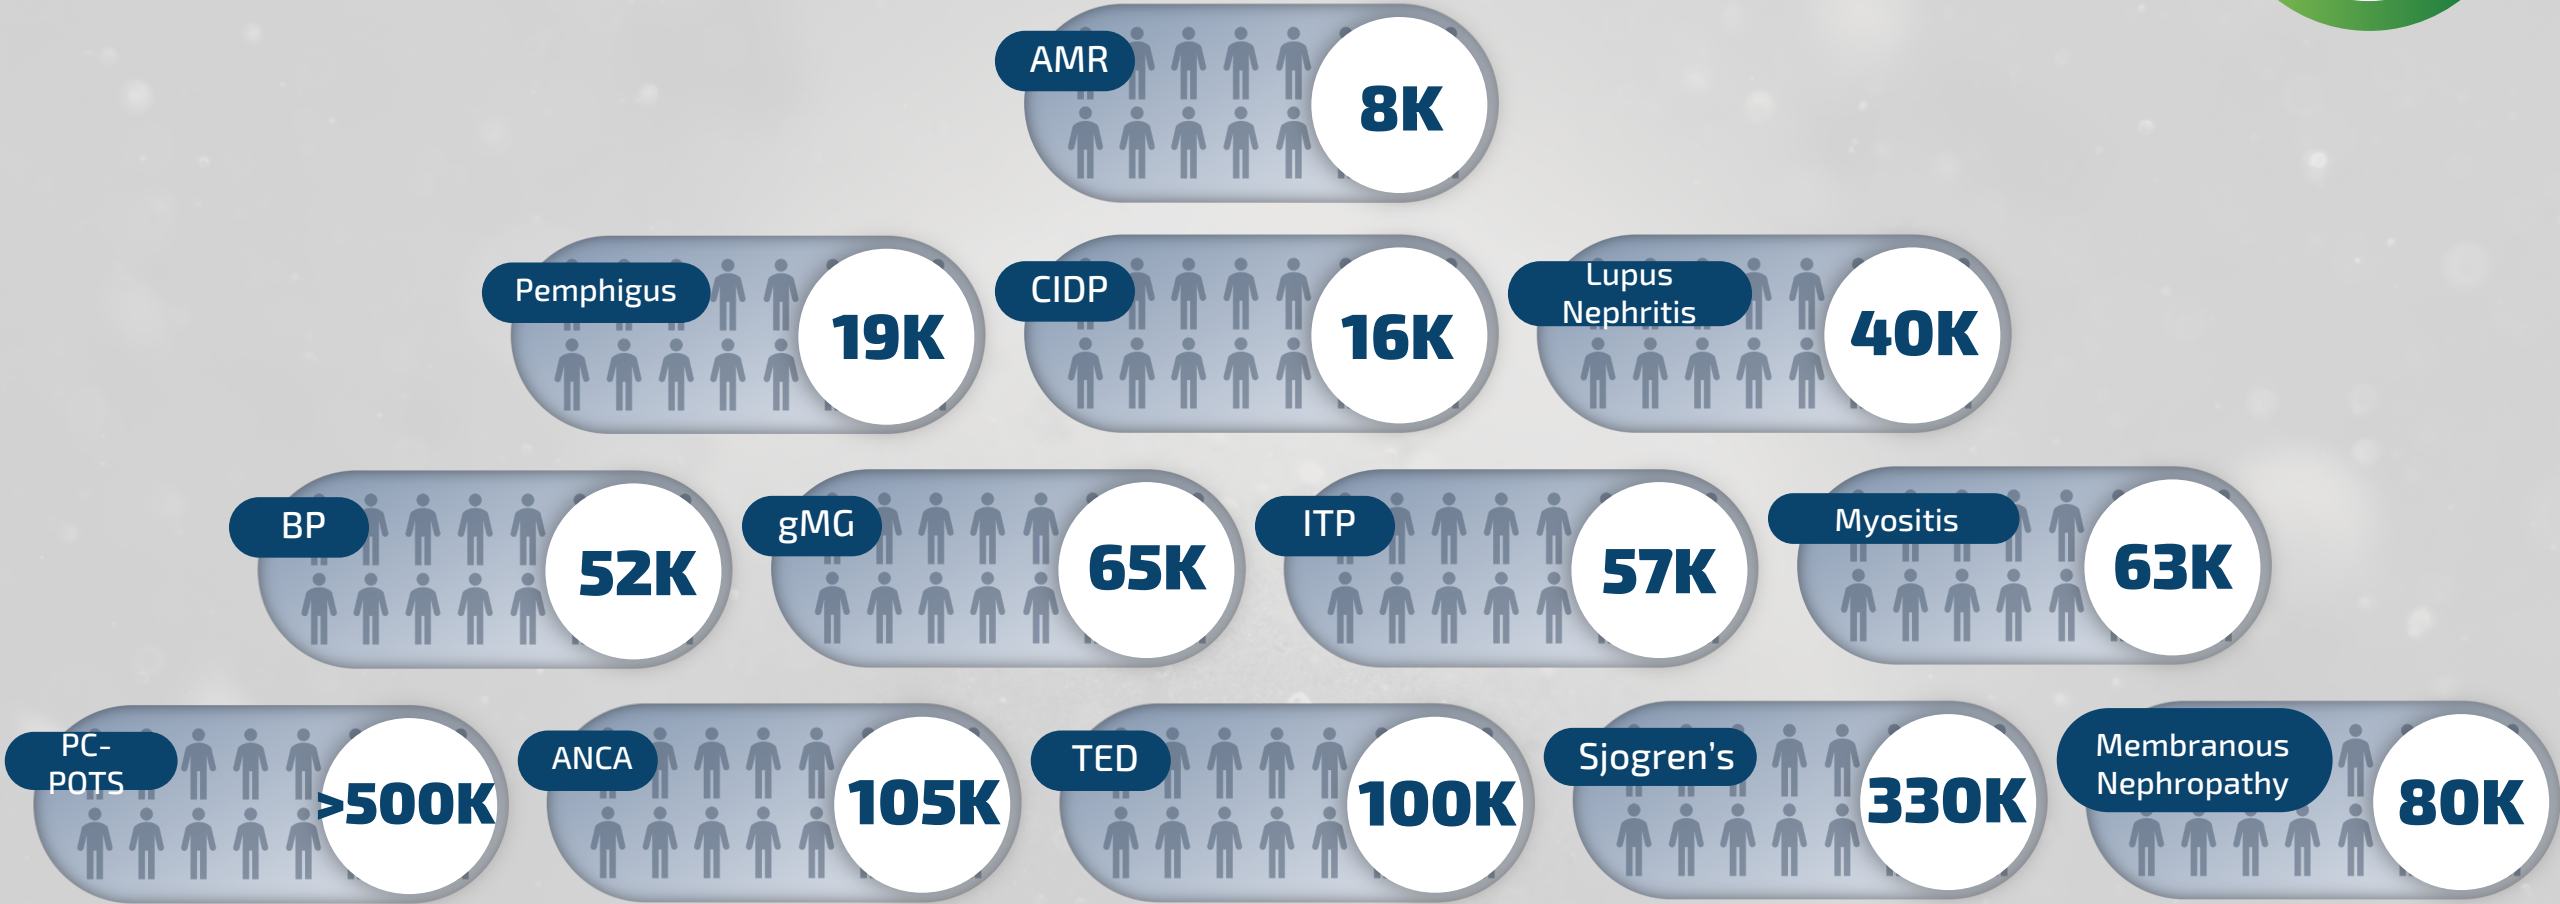 AMR
8K
Pemphigus
19K
CIDP
16K
Lupus
Nephritis
40K
BP
52K
gMG
65K
ITP
57K
Myositis
63K
PC-
POTS
>500K
ANCA
105K
TED
100K
Sjogren's
330K
Membranous
Nephropathy
80K